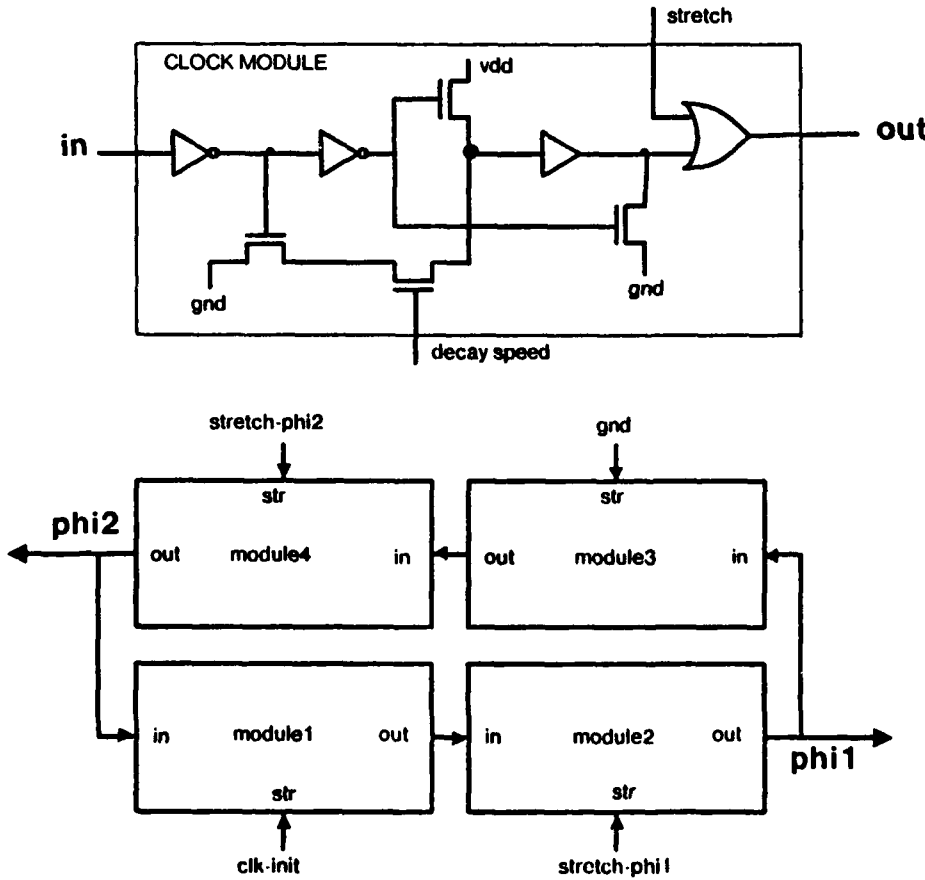 stretch
CLOCK MODULE
vdd
in
out
gnd
gnd
decay speed
stretch-phi2
gnd
str
str
phi2
out
module4
in
out
module3
in
in
module1
out
in
module2
out
phi1
str
str
clk-init
stretch-phi1